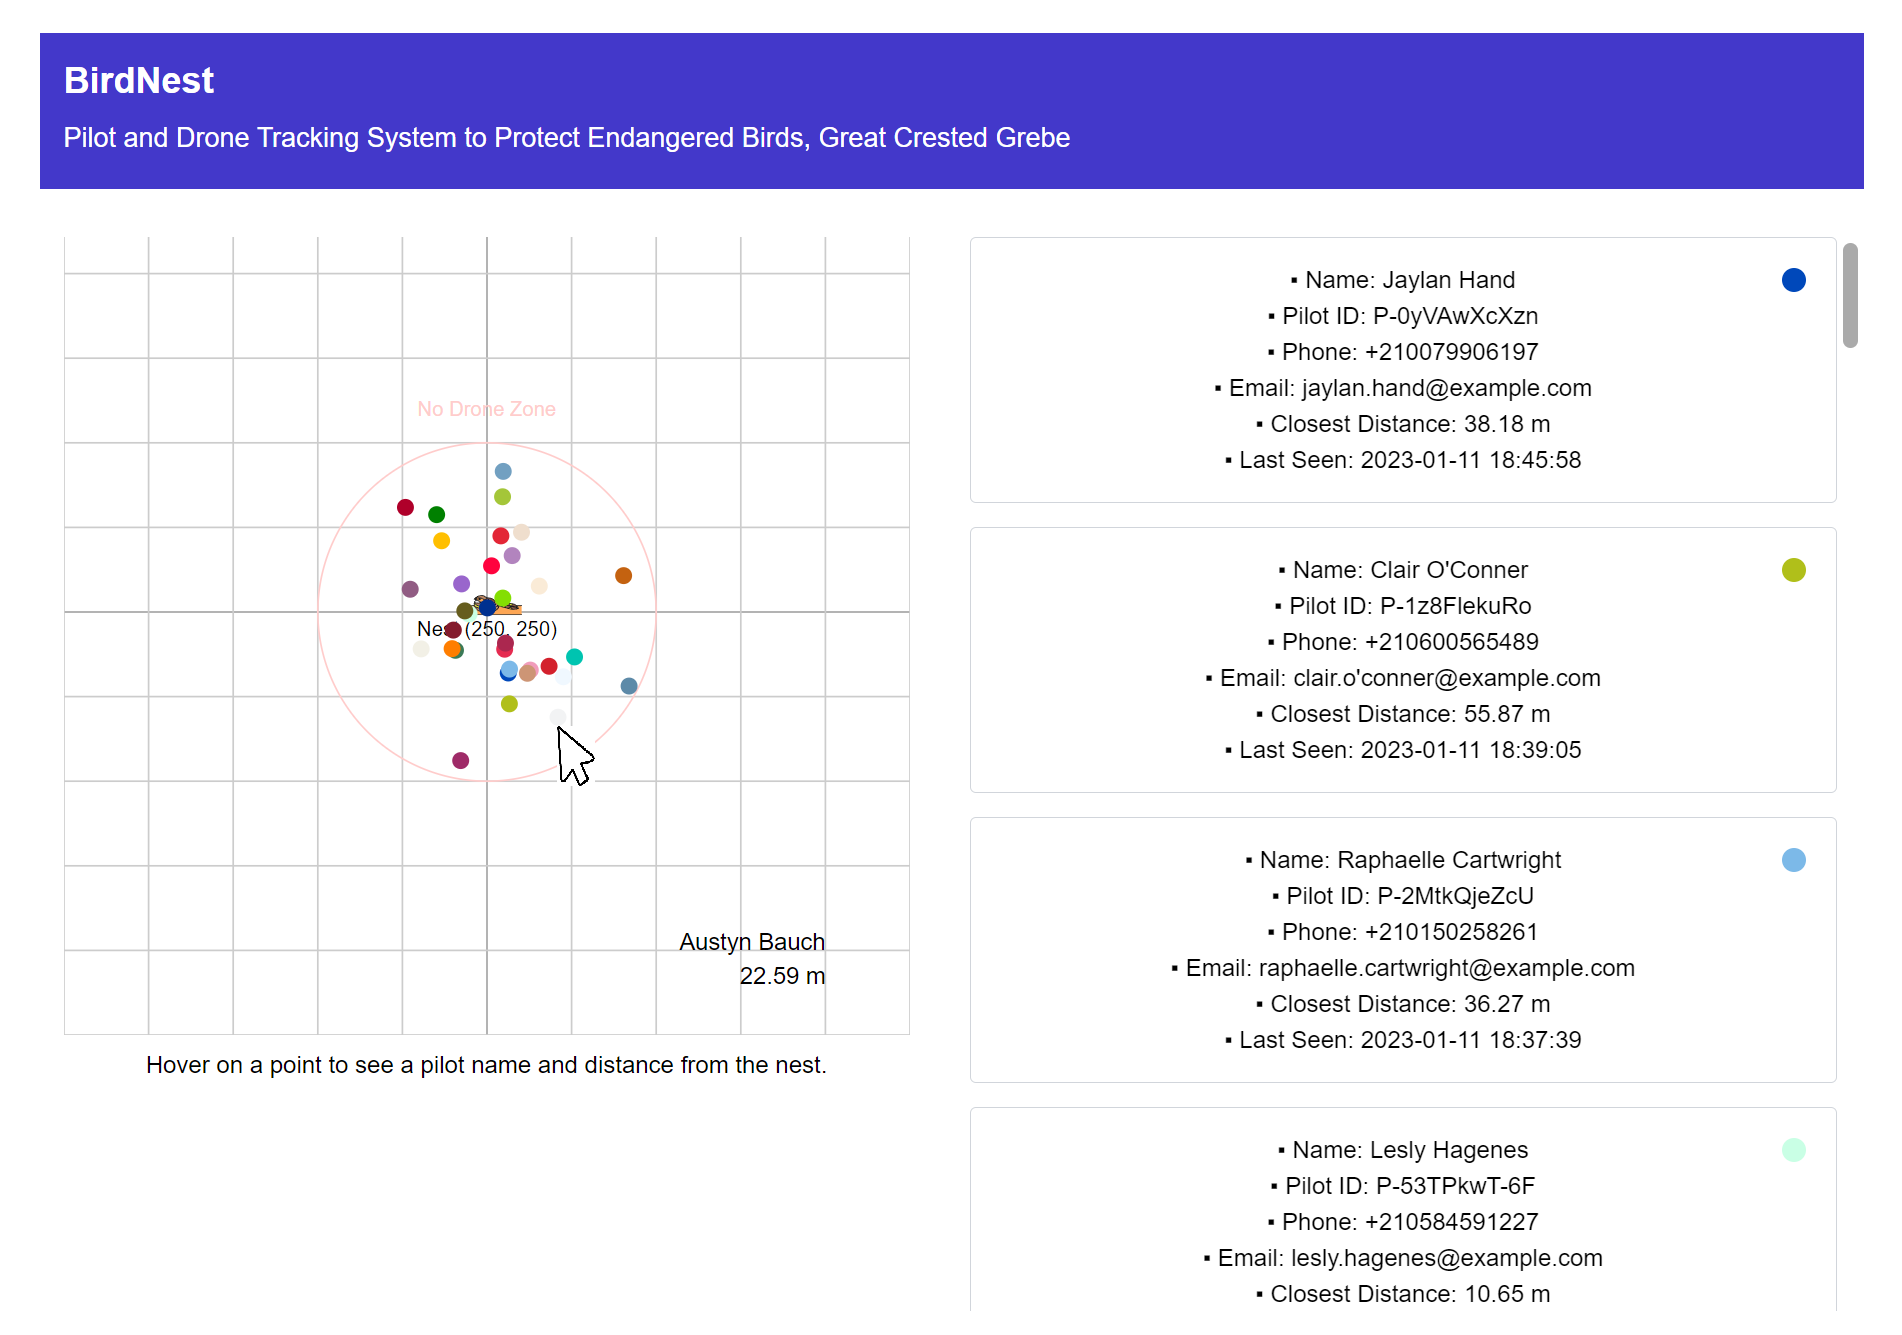 BirdNest
Pilot and Drone Tracking System to Protect Endangered Birds, Great Crested Grebe
No Drone Zone
Nest (250, 250)
Austyn Bauch
22.59 m
Hover on a point to see a pilot name and distance from the nest.
▪ Name: Jaylan Hand
▪ Pilot ID: P-0yVAwXcXzn
▪ Phone: +210079906197
▪ Email: jaylan.hand@example.com
▪ Closest Distance: 38.18 m
▪ Last Seen: 2023-01-11 18:45:58
▪ Name: Clair O'Conner
▪ Pilot ID: P-1z8FlekuRo
▪ Phone: +210600565489
▪ Email: clair.o'conner@example.com
▪ Closest Distance: 55.87 m
▪ Last Seen: 2023-01-11 18:39:05
▪ Name: Raphaelle Cartwright
▪ Pilot ID: P-2MtkQjeZcU
▪ Phone: +210150258261
▪ Email: raphaelle.cartwright@example.com
▪ Closest Distance: 36.27 m
▪ Last Seen: 2023-01-11 18:37:39
▪ Name: Lesly Hagenes
▪ Pilot ID: P-53TPkwT-6F
▪ Phone: +210584591227
▪ Email: lesly.hagenes@example.com
▪ Closest Distance: 10.65 m